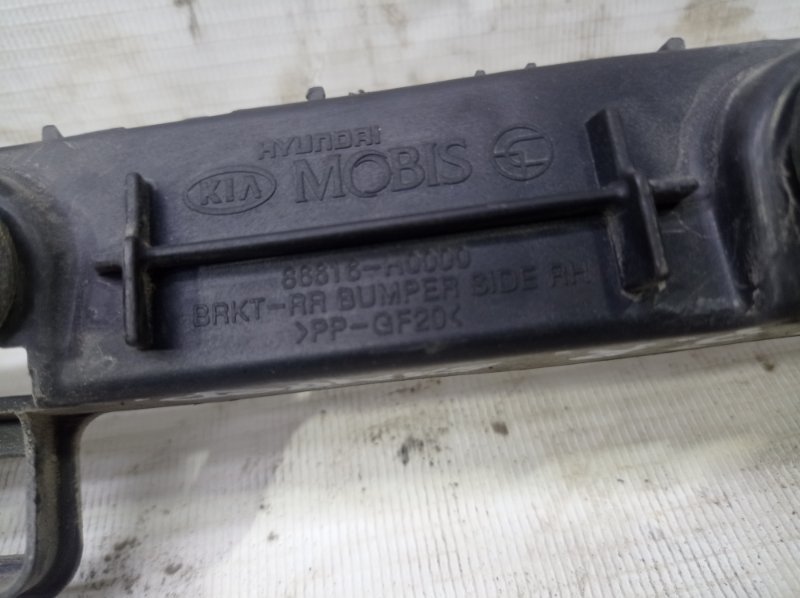 HYUNDAI
KIA MOBIS
BRKT-RR BUMPER SIDE RH
>PP-GF20<